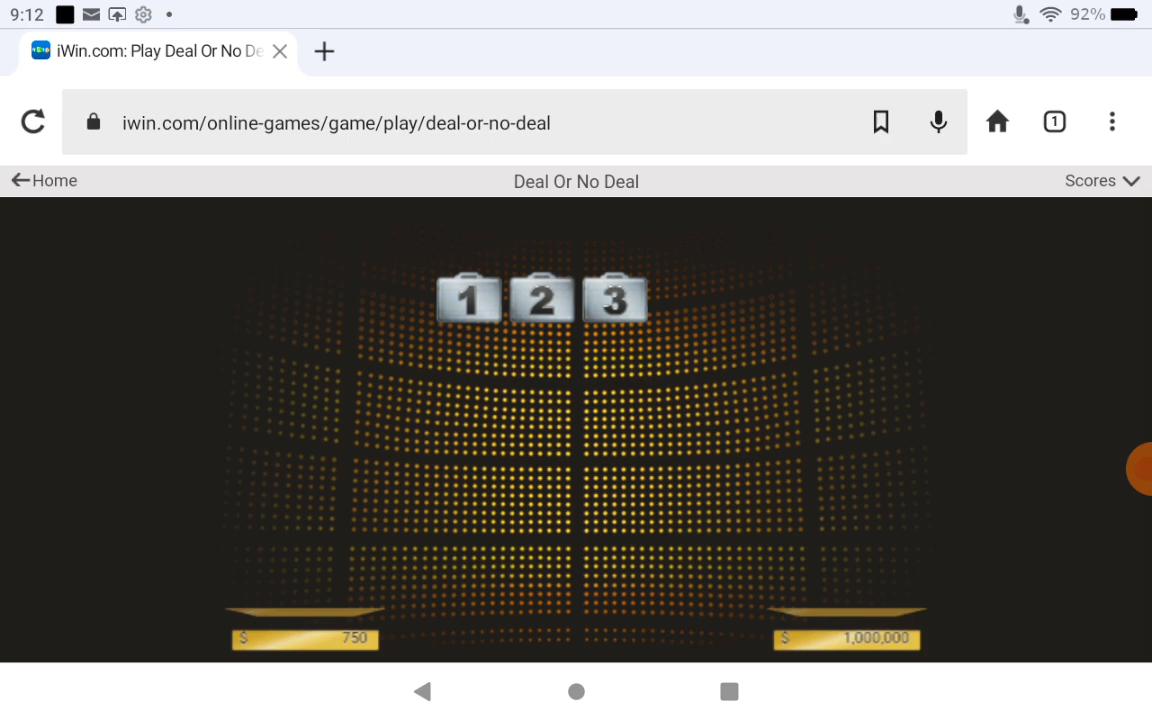 9:12 92%
iWin.com: Play Deal Or No De
iwin.com/online-games/game/play/deal-or-no-deal 1
Home Deal Or No Deal Scores
1 2 3
$ 750 $ 1,000,000